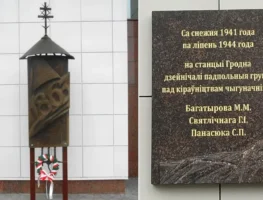 Са снежня 1941 года
па ліпень 1944 года
на станцыі Гродна
дзейнічалі падпольныя гру
пад кіраўніцтвам чыгуначні
Багатырова М.М.
Святлічнага Г.І.
Панасюка С.П.